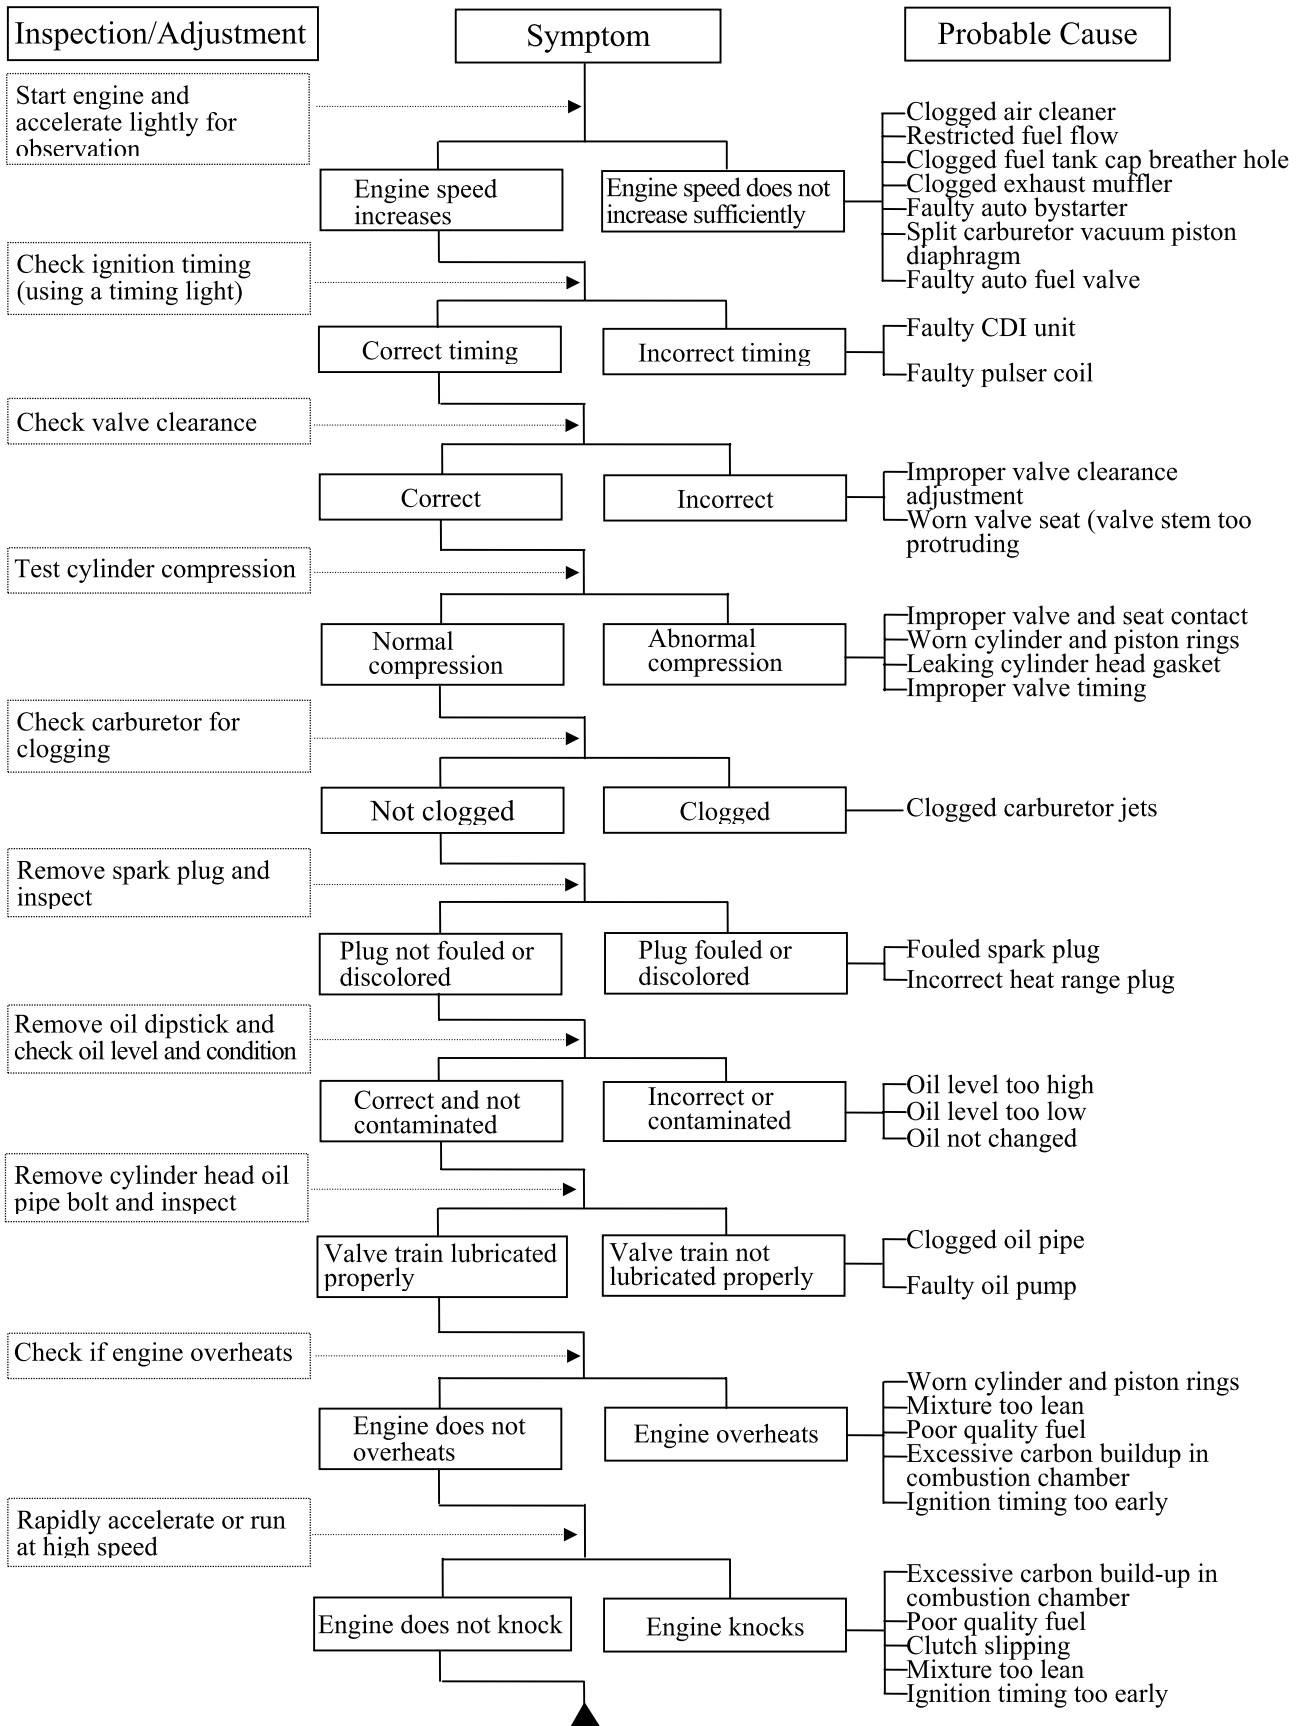 Inspection/Adjustment
Symptom
Probable Cause
Start engine and
accelerate lightly for
observation
Engine speed
increases
Engine speed does not
increase sufficiently
Clogged air cleaner
Restricted fuel flow
Clogged fuel tank cap breather hole
Clogged exhaust muffler
Faulty auto bystarter
Split carburetor vacuum piston
diaphragm
Faulty auto fuel valve
Check ignition timing
(using a timing light)
Correct timing
Incorrect timing
Faulty CDI unit
Faulty pulser coil
Check valve clearance
Correct
Incorrect
Improper valve clearance
adjustment
Worn valve seat (valve stem too
protruding
Test cylinder compression
Normal
compression
Abnormal
compression
Improper valve and seat contact
Worn cylinder and piston rings
Leaking cylinder head gasket
Improper valve timing
Check carburetor for
clogging
Not clogged
Clogged
Clogged carburetor jets
Remove spark plug and
inspect
Plug not fouled or
discolored
Plug fouled or
discolored
Fouled spark plug
Incorrect heat range plug
Remove oil dipstick and
check oil level and condition
Correct and not
contaminated
Incorrect or
contaminated
Oil level too high
Oil level too low
Oil not changed
Remove cylinder head oil
pipe bolt and inspect
Valve train lubricated
properly
Valve train not
lubricated properly
Clogged oil pipe
Faulty oil pump
Check if engine overheats
Engine does not
overheats
Engine overheats
Worn cylinder and piston rings
Mixture too lean
Poor quality fuel
Excessive carbon buildup in
combustion chamber
Ignition timing too early
Rapidly accelerate or run
at high speed
Engine does not knock
Engine knocks
Excessive carbon build-up in
combustion chamber
Poor quality fuel
Clutch slipping
Mixture too lean
Ignition timing too early